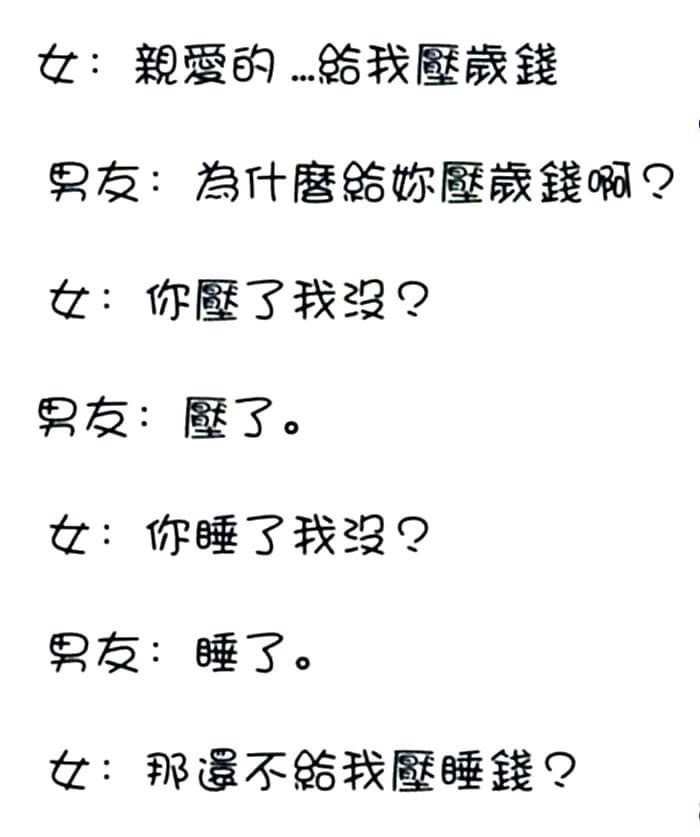 女：親愛的...給我壓歲錢
男友：為什麼給妳壓歲錢啊？
女：你壓了我沒？
男友：壓了。
女：你睡了我沒？
男友：睡了。
女：那還不給我壓睡錢？